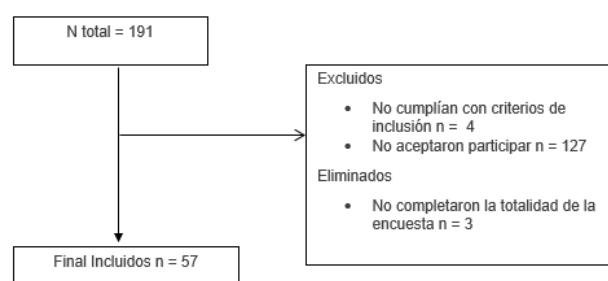 N total = 191
Excluidos
• No cumplían con criterios de
inclusión n = 4
• No aceptaron participar n = 127
Eliminados
• No completaron la totalidad de la
encuesta n = 3
Final Incluidos n = 57